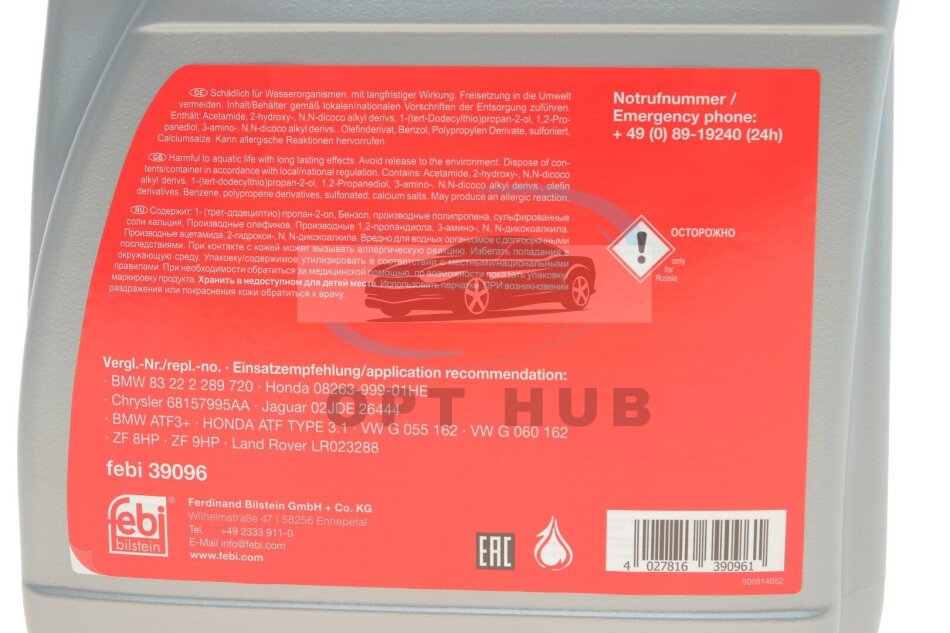 DE Schädlich für Wasserorganismen, mit langfristiger Wirkung. Freisetzung in die Umwelt
vermeiden. Inhalt/Behälter gemäß lokalen/nationalen Vorschriften der Entsorgung zuführen.
Enthält: Acetamide, 2-hydroxy-, N,N-dicoco alkyl derivs., 1-(tert-Dodecylthio)propan-2-ol, 1,2-Pro-
panediol, 3-amino-, N,N-dicoco alkyl derivs., Olefinderivat, Benzol, Polypropylen Derivate, sulfoniert,
Calciumsalze. Kann allergische Reaktionen hervorrufen.
GB Harmful to aquatic life with long lasting effects. Avoid release to the environment. Dispose of con-
tents/container in accordance with local/national regulation. Contains: Acetamide, 2-hydroxy-, N,N-dicoco
alkyl derivs, 1-(tert-dodecylthio)propan-2-ol, 1,2-Propanediol, 3-amino-, N,N-dicoco alkyl derivs., olefin
derivatives, Benzene, polypropene derivatives, sulfonated, calcium salts. May produce an allergic reaction.
RU Содержит: 1- (трет-додецилтио) пропан-2-ол, Бензол, производные полипропена, сульфированные
соли кальция. Производные олефинов, Производные 1,2-пропандиола, 3-амино-, N, N-дикокоалкила.
Производные ацетамида, 2-гидрокси-, N, N-дикокоалкила. Вредно для водных организмов с долгосрочными
последствиями. При контакте с кожей может вызывать аллергическую реакцию. Избегать попадания в
окружающую среду. Упаковку/содержимое утилизировать в соответствии с местными/национальными
правилами. При необходимости обратиться за медицинской помощью, по возможности показать упаковку/
маркировку продукта. Хранить в недоступном для детей месте. Использовать перчатки. ПРИ возникновении
раздражения или покраснения кожи обратиться к врачу.
Notrufnummer /
Emergency phone:
+ 49 (0) 89-19240 (24h)
ОСТОРОЖНО
only
for
Russia
Vergl.-Nr./repl.-no. · Einsatzempfehlung/application recommendation:
· BMW 83 22 2 289 720 · Honda 08263-999-01HE
· Chrysler 68157995AA · Jaguar 02JDE 26444
· BMW ATF3+ · HONDA ATF TYPE 3.1 · VW G 055 162 · VW G 060 162
· ZF 8HP · ZF 9HP · Land Rover LR023288
OPT HUB
febi 39096
febi
bilstein
®
Ferdinand Bilstein GmbH + Co. KG
Wilhelmstraße 47 | 58256 Ennepetal
Tel. +49 2333 911-0
E-Mail info@febi.com
www.febi.com
EAC
4 027816 390961
500514052